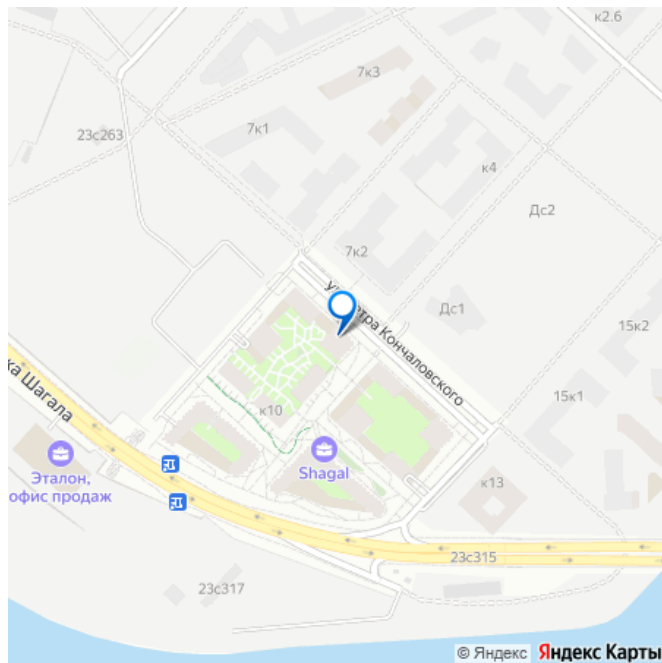 к2.6
7к3
7к1
23с263
к4
Дс2
7к2
Дс1
15к2
15к1
к10
Shagal
Эталон,
офис продаж
к13
23с315
23с317
ка Шагала
Петра Кончаловского
© Яндекс Яндекс Карты